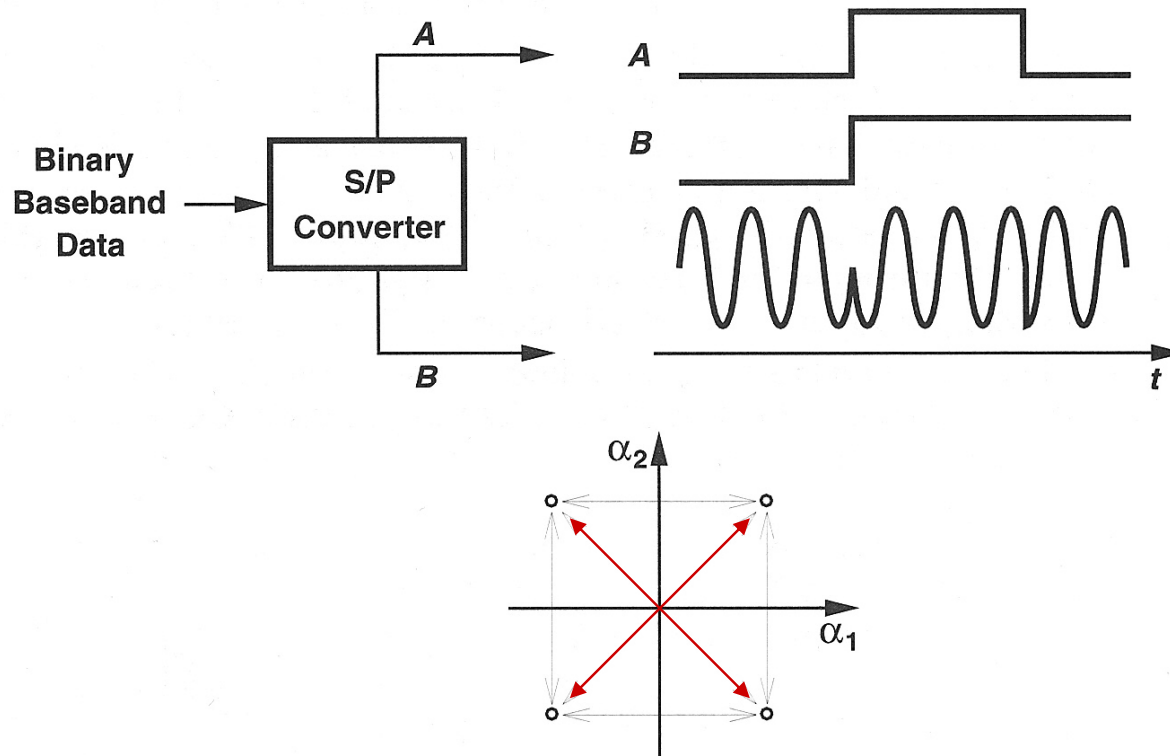 A
Binary
Baseband
Data
S/P
Converter
B
A
B
t
α2
α1